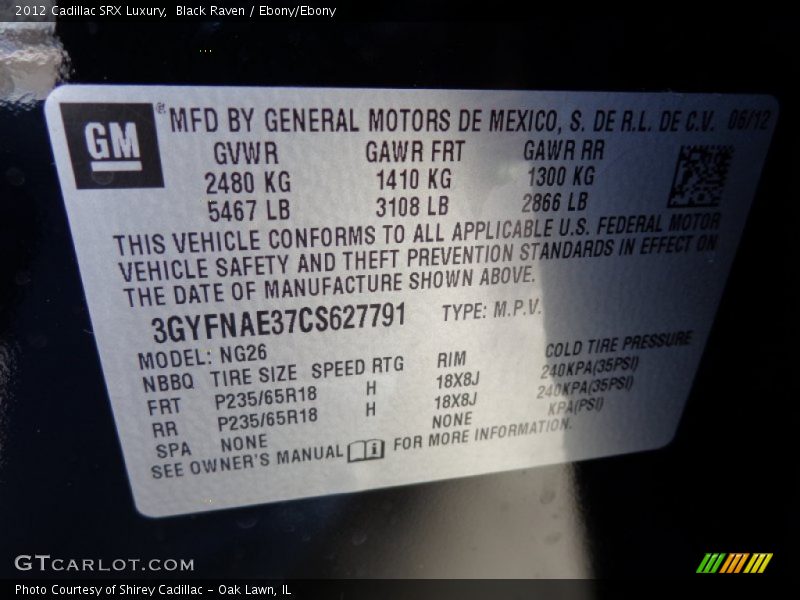 2012 Cadillac SRX Luxury, Black Raven / Ebony/Ebony
GM ® MFD BY GENERAL MOTORS DE MEXICO, S. DE R.L. DE C.V. 06/12
GVWR GAWR FRT GAWR RR
2480 KG 1410 KG 1300 KG
5467 LB 3108 LB 2866 LB
THIS VEHICLE CONFORMS TO ALL APPLICABLE U.S. FEDERAL MOTOR
VEHICLE SAFETY AND THEFT PREVENTION STANDARDS IN EFFECT ON
THE DATE OF MANUFACTURE SHOWN ABOVE.
3GYFNAE37CS627791 TYPE: M.P.V.
MODEL: NG26
NBBQ TIRE SIZE SPEED RTG RIM COLD TIRE PRESSURE
FRT P235/65R18 H 18X8J 240KPA(35PSI)
RR P235/65R18 H 18X8J 240KPA(35PSI)
SPA NONE NONE KPA(PSI)
SEE OWNER'S MANUAL FOR MORE INFORMATION.
GTCARLOT.COM
Photo Courtesy of Shirey Cadillac - Oak Lawn, IL